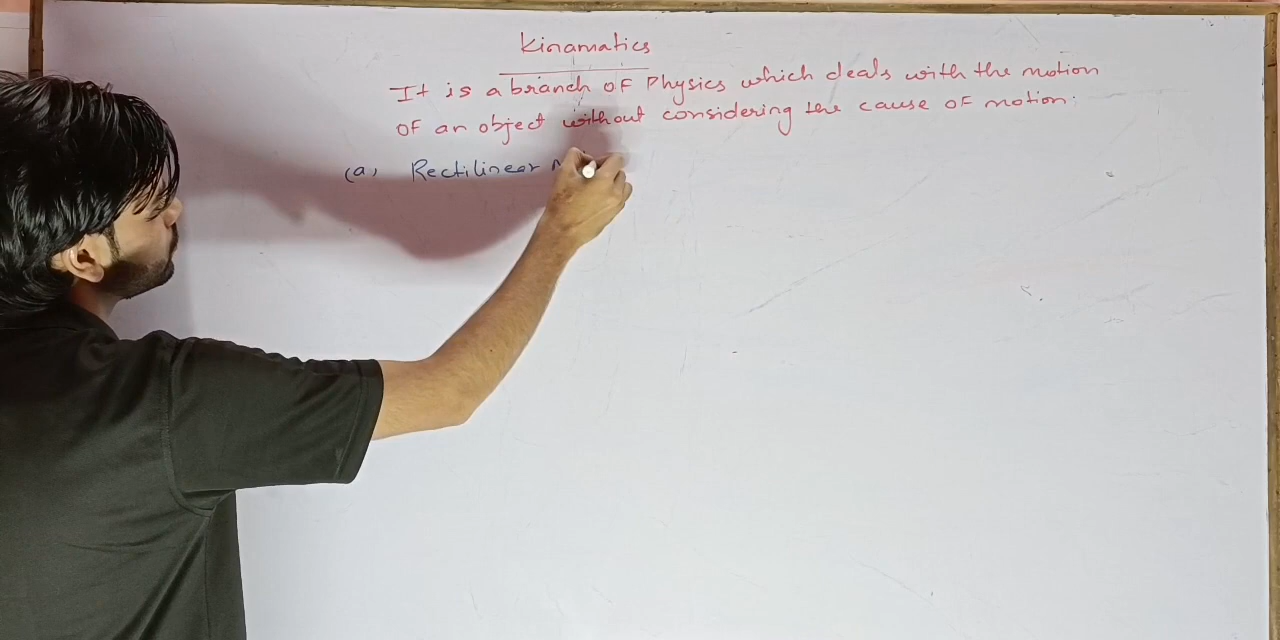 Kinamatics
It is a branch OF Physics which deals with the motion
OF an object without considering the cause OF motion:
(a) Rectilinear